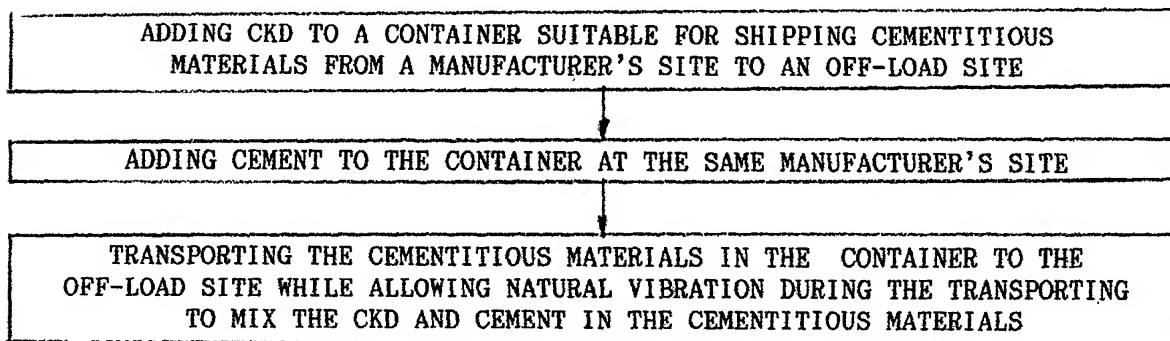 ADDING CKD TO A CONTAINER SUITABLE FOR SHIPPING CEMENTITIOUS
MATERIALS FROM A MANUFACTURER'S SITE TO AN OFF-LOAD SITE
ADDING CEMENT TO THE CONTAINER AT THE SAME MANUFACTURER'S SITE
TRANSPORTING THE CEMENTITIOUS MATERIALS IN THE CONTAINER TO THE
OFF-LOAD SITE WHILE ALLOWING NATURAL VIBRATION DURING THE TRANSPORTING
TO MIX THE CKD AND CEMENT IN THE CEMENTITIOUS MATERIALS